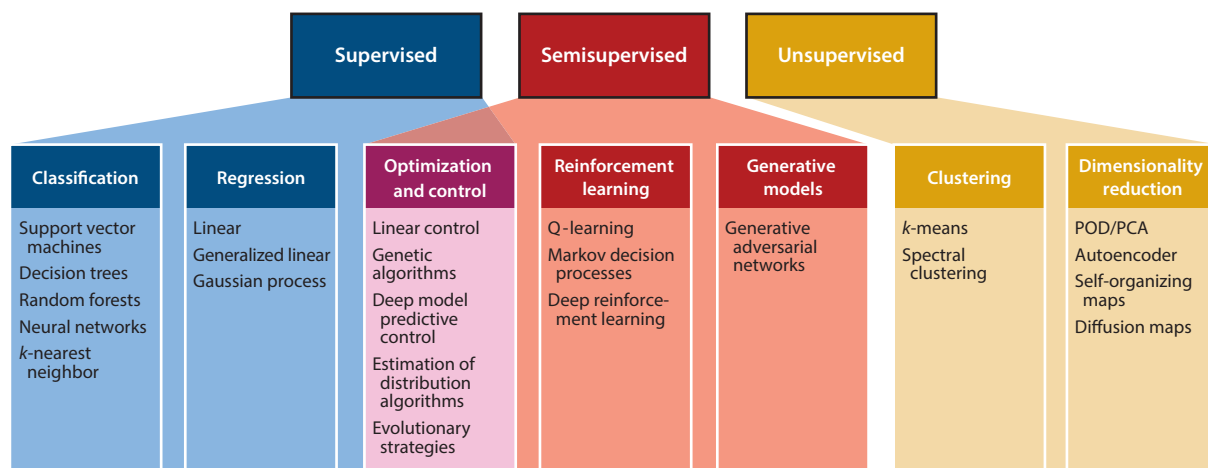 Supervised
Semisupervised
Unsupervised
Classification
Support vector
machines
Decision trees
Random forests
Neural networks
k-nearest
neighbor
Regression
Linear
Generalized linear
Gaussian process
Optimization
and control
Linear control
Genetic
algorithms
Deep model
predictive
control
Estimation of
distribution
algorithms
Evolutionary
strategies
Reinforcement
learning
Q-learning
Markov decision
processes
Deep reinforce-
ment learning
Generative
models
Generative
adversarial
networks
Clustering
k-means
Spectral
clustering
Dimensionality
reduction
POD/PCA
Autoencoder
Self-organizing
maps
Diffusion maps